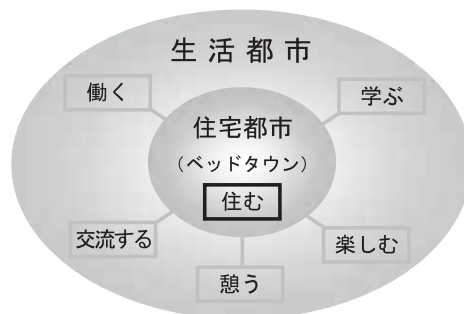 生活都市
働く
学ぶ
住宅都市
（ベッドタウン）
住む
交流する
楽しむ
憩う